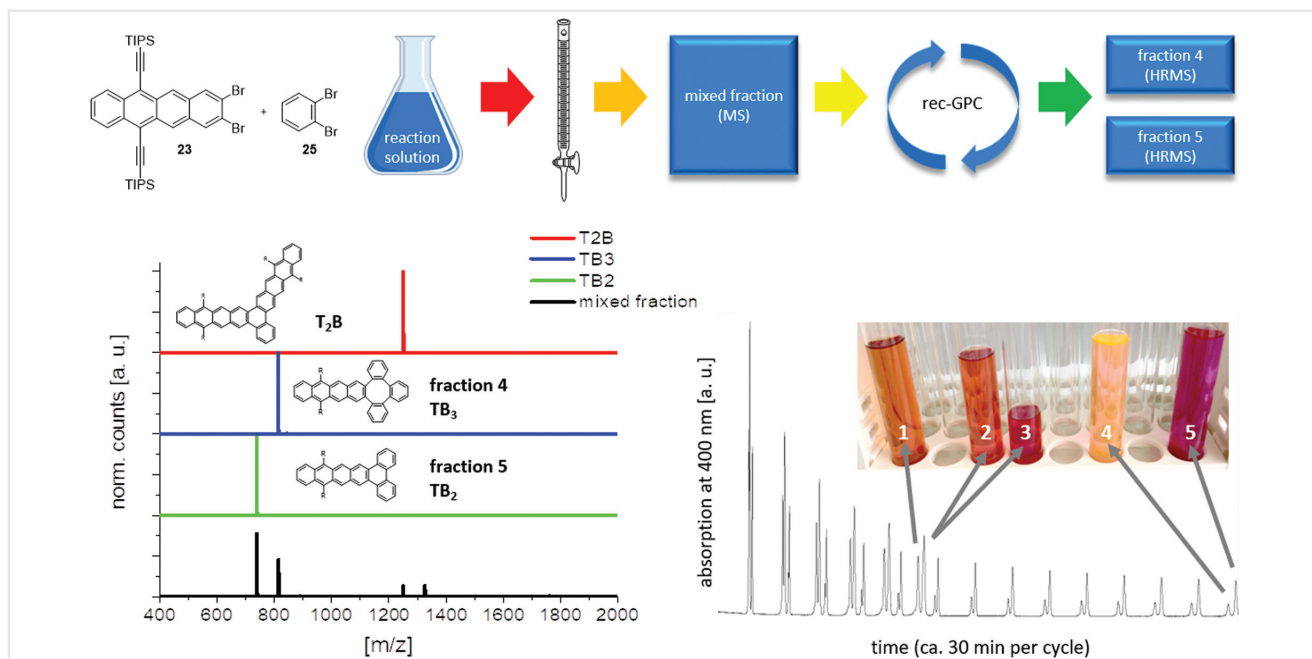 TIPS
Br
Br
TIPS
23
+
Br
Br
25
reaction
solution
mixed fraction
(MS)
rec-GPC
fraction 4
(HRMS)
fraction 5
(HRMS)
T2B
TB3
TB2
mixed fraction
R
R
R
R
T₂B
R
R
fraction 4
TB₃
R
R
fraction 5
TB₂
norm. counts [a. u.]
400 600 800 1000 1200 1400 1600 1800 2000
[m/z]
absorption at 400 nm [a. u.]
1 2 3 4 5
time (ca. 30 min per cycle)